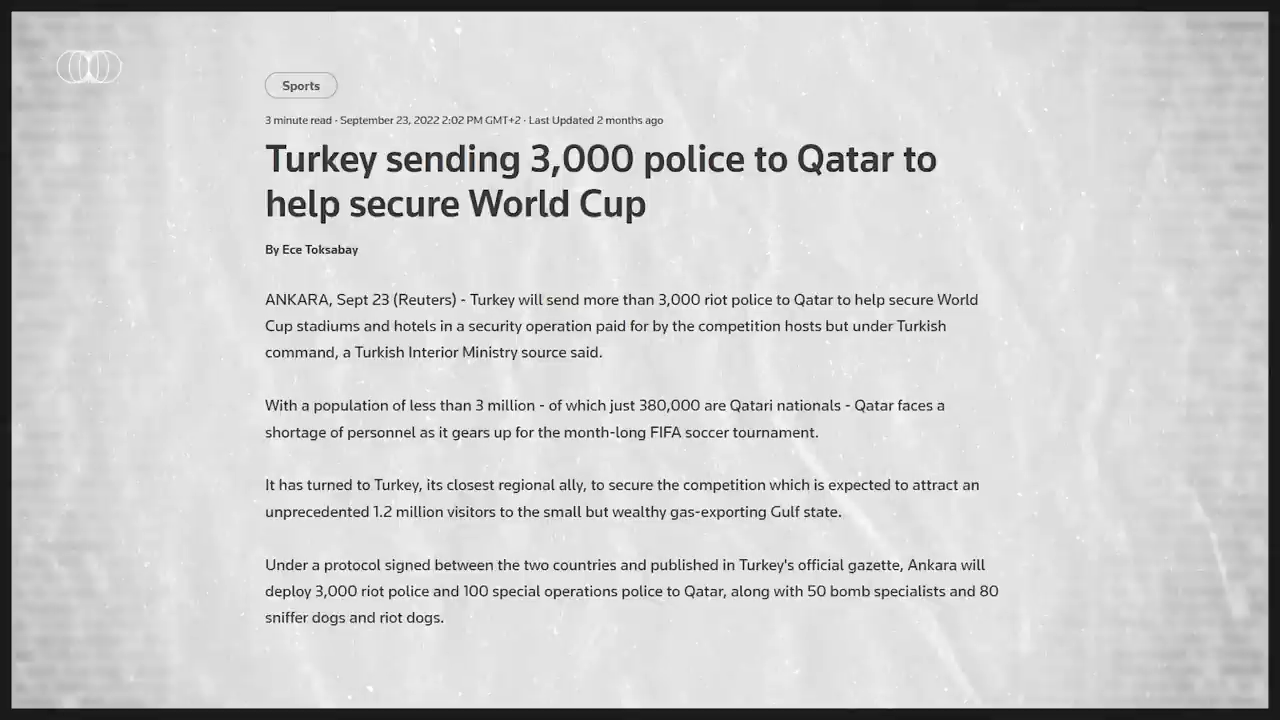 Sports
3 minute read · September 23, 2022 2:02 PM GMT+2 · Last Updated 2 months ago
Turkey sending 3,000 police to Qatar to
help secure World Cup
By Ece Toksabay
ANKARA, Sept 23 (Reuters) - Turkey will send more than 3,000 riot police to Qatar to help secure World
Cup stadiums and hotels in a security operation paid for by the competition hosts but under Turkish
command, a Turkish Interior Ministry source said.
With a population of less than 3 million - of which just 380,000 are Qatari nationals - Qatar faces a
shortage of personnel as it gears up for the month-long FIFA soccer tournament.
It has turned to Turkey, its closest regional ally, to secure the competition which is expected to attract an
unprecedented 1.2 million visitors to the small but wealthy gas-exporting Gulf state.
Under a protocol signed between the two countries and published in Turkey's official gazette, Ankara will
deploy 3,000 riot police and 100 special operations police to Qatar, along with 50 bomb specialists and 80
sniffer dogs and riot dogs.